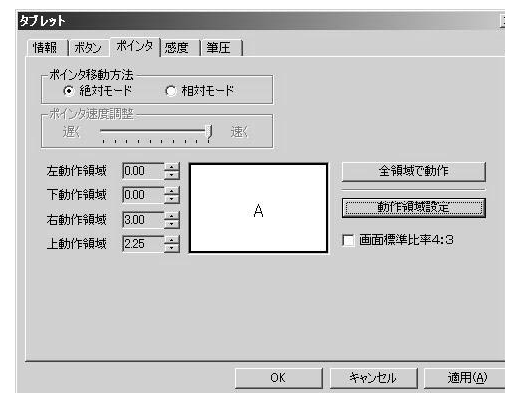 タブレット
情報 ボタン ポインタ 感度 筆圧
ポインタ移動方法
絶対モード 相対モード
ポインタ速度調整
遅く 速く
左動作領域 0.00
下動作領域 0.00
右動作領域 3.00
上動作領域 2.25
A
全領域で動作
動作領域設定
画面標準比率4:3
OK キャンセル 適用(A)